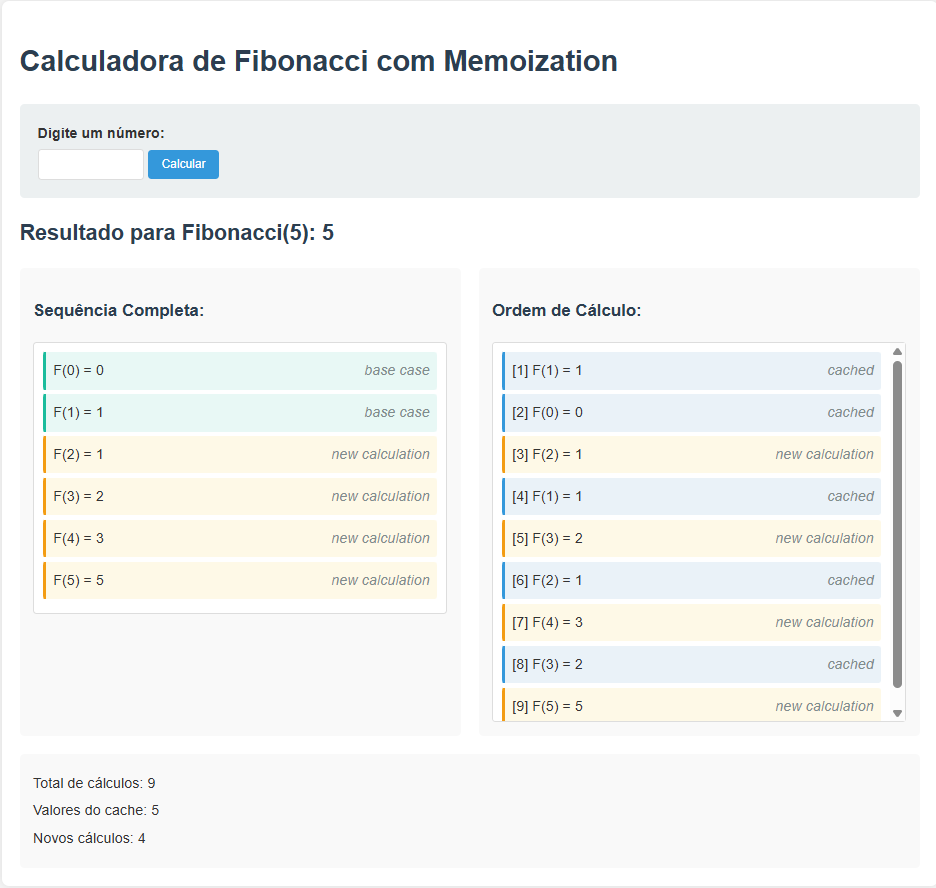 Calculadora de Fibonacci com Memoization
Digite um número:
Calcular
Resultado para Fibonacci(5): 5
Sequência Completa:
F(0) = 0 base case
F(1) = 1 base case
F(2) = 1 new calculation
F(3) = 2 new calculation
F(4) = 3 new calculation
F(5) = 5 new calculation
Ordem de Cálculo:
[1] F(1) = 1 cached
[2] F(0) = 0 cached
[3] F(2) = 1 new calculation
[4] F(1) = 1 cached
[5] F(3) = 2 new calculation
[6] F(2) = 1 cached
[7] F(4) = 3 new calculation
[8] F(3) = 2 cached
[9] F(5) = 5 new calculation
Total de cálculos: 9
Valores do cache: 5
Novos cálculos: 4